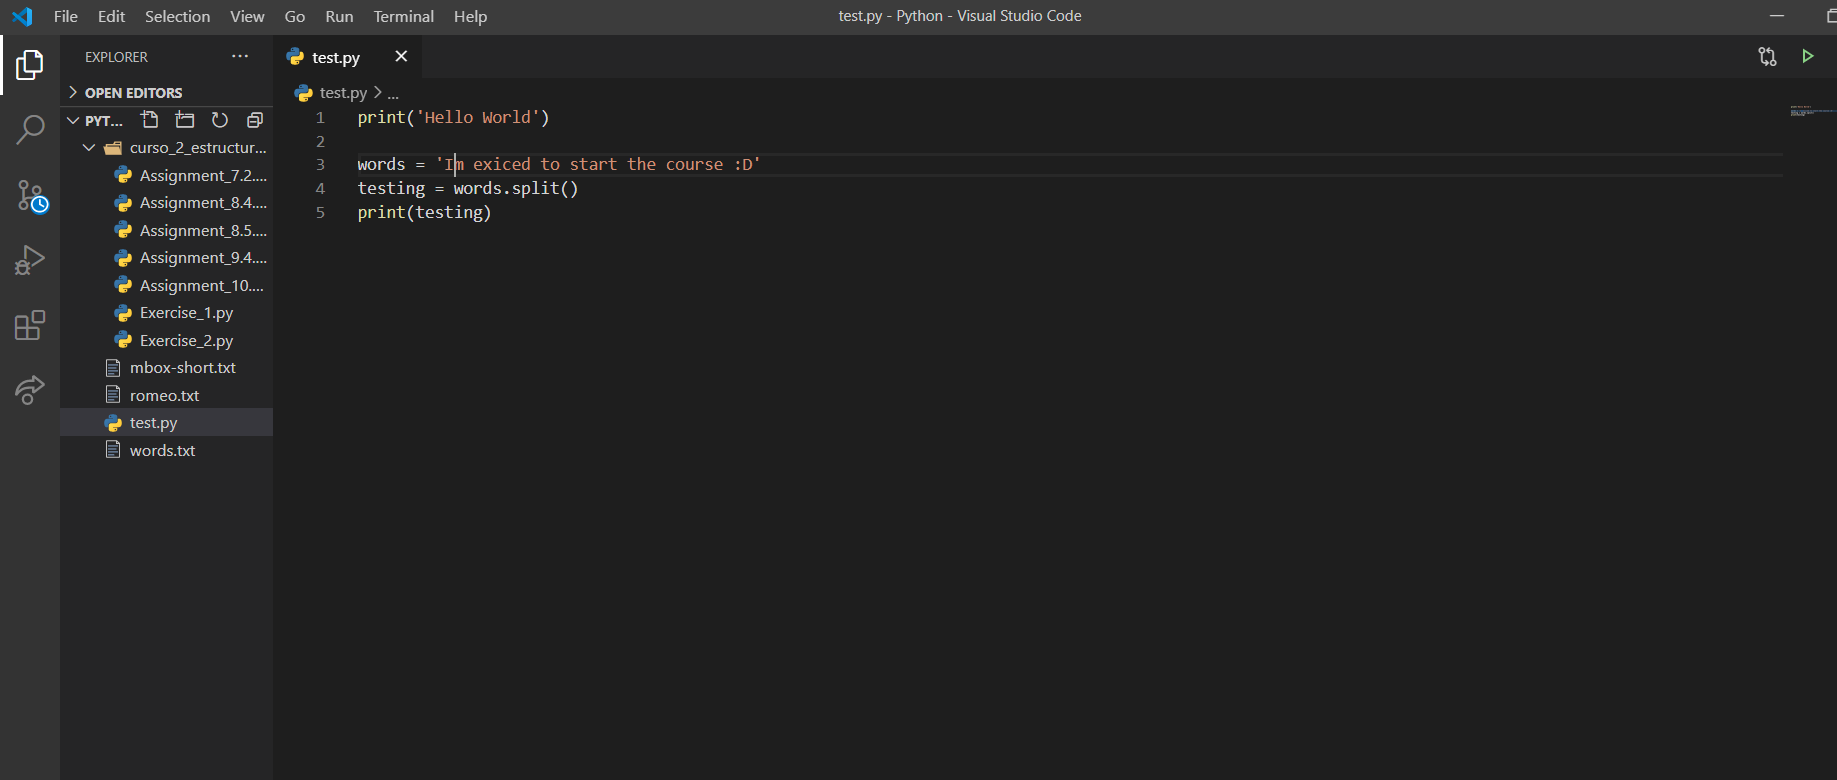 File Edit Selection View Go Run Terminal Help
test.py - Python - Visual Studio Code
EXPLORER ...
OPEN EDITORS
PYT...
curso_2_estructur...
Assignment_7.2....
Assignment_8.4....
Assignment_8.5....
Assignment_9.4....
Assignment_10....
Exercise_1.py
Exercise_2.py
mbox-short.txt
romeo.txt
test.py
words.txt
test.py
test.py > ...
1 print('Hello World')
2
3 words = 'Im exiced to start the course :D'
4 testing = words.split()
5 print(testing)